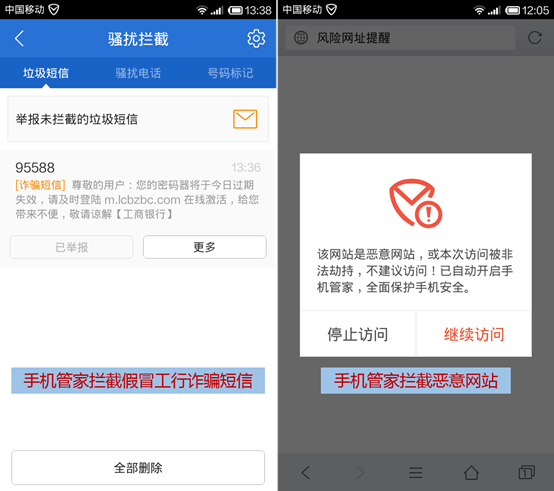 中国移动 13:38
骚扰拦截
垃圾短信 骚扰电话 号码标记
举报未拦截的垃圾短信
95588 13:36
[诈骗短信] 尊敬的用户：您的密码器将于今日过期
失效，请及时登陆 m.lcbzbc.com 在线激活，给您
带来不便，敬请谅解【工商银行】
已举报 更多
手机管家拦截假冒工行诈骗短信
全部删除
中国移动 12:05
风险网址提醒
该网站是恶意网站，或本次访问被非
法劫持，不建议访问！已自动开启手
机管家，全面保护手机安全。
停止访问 继续访问
手机管家拦截恶意网站
1